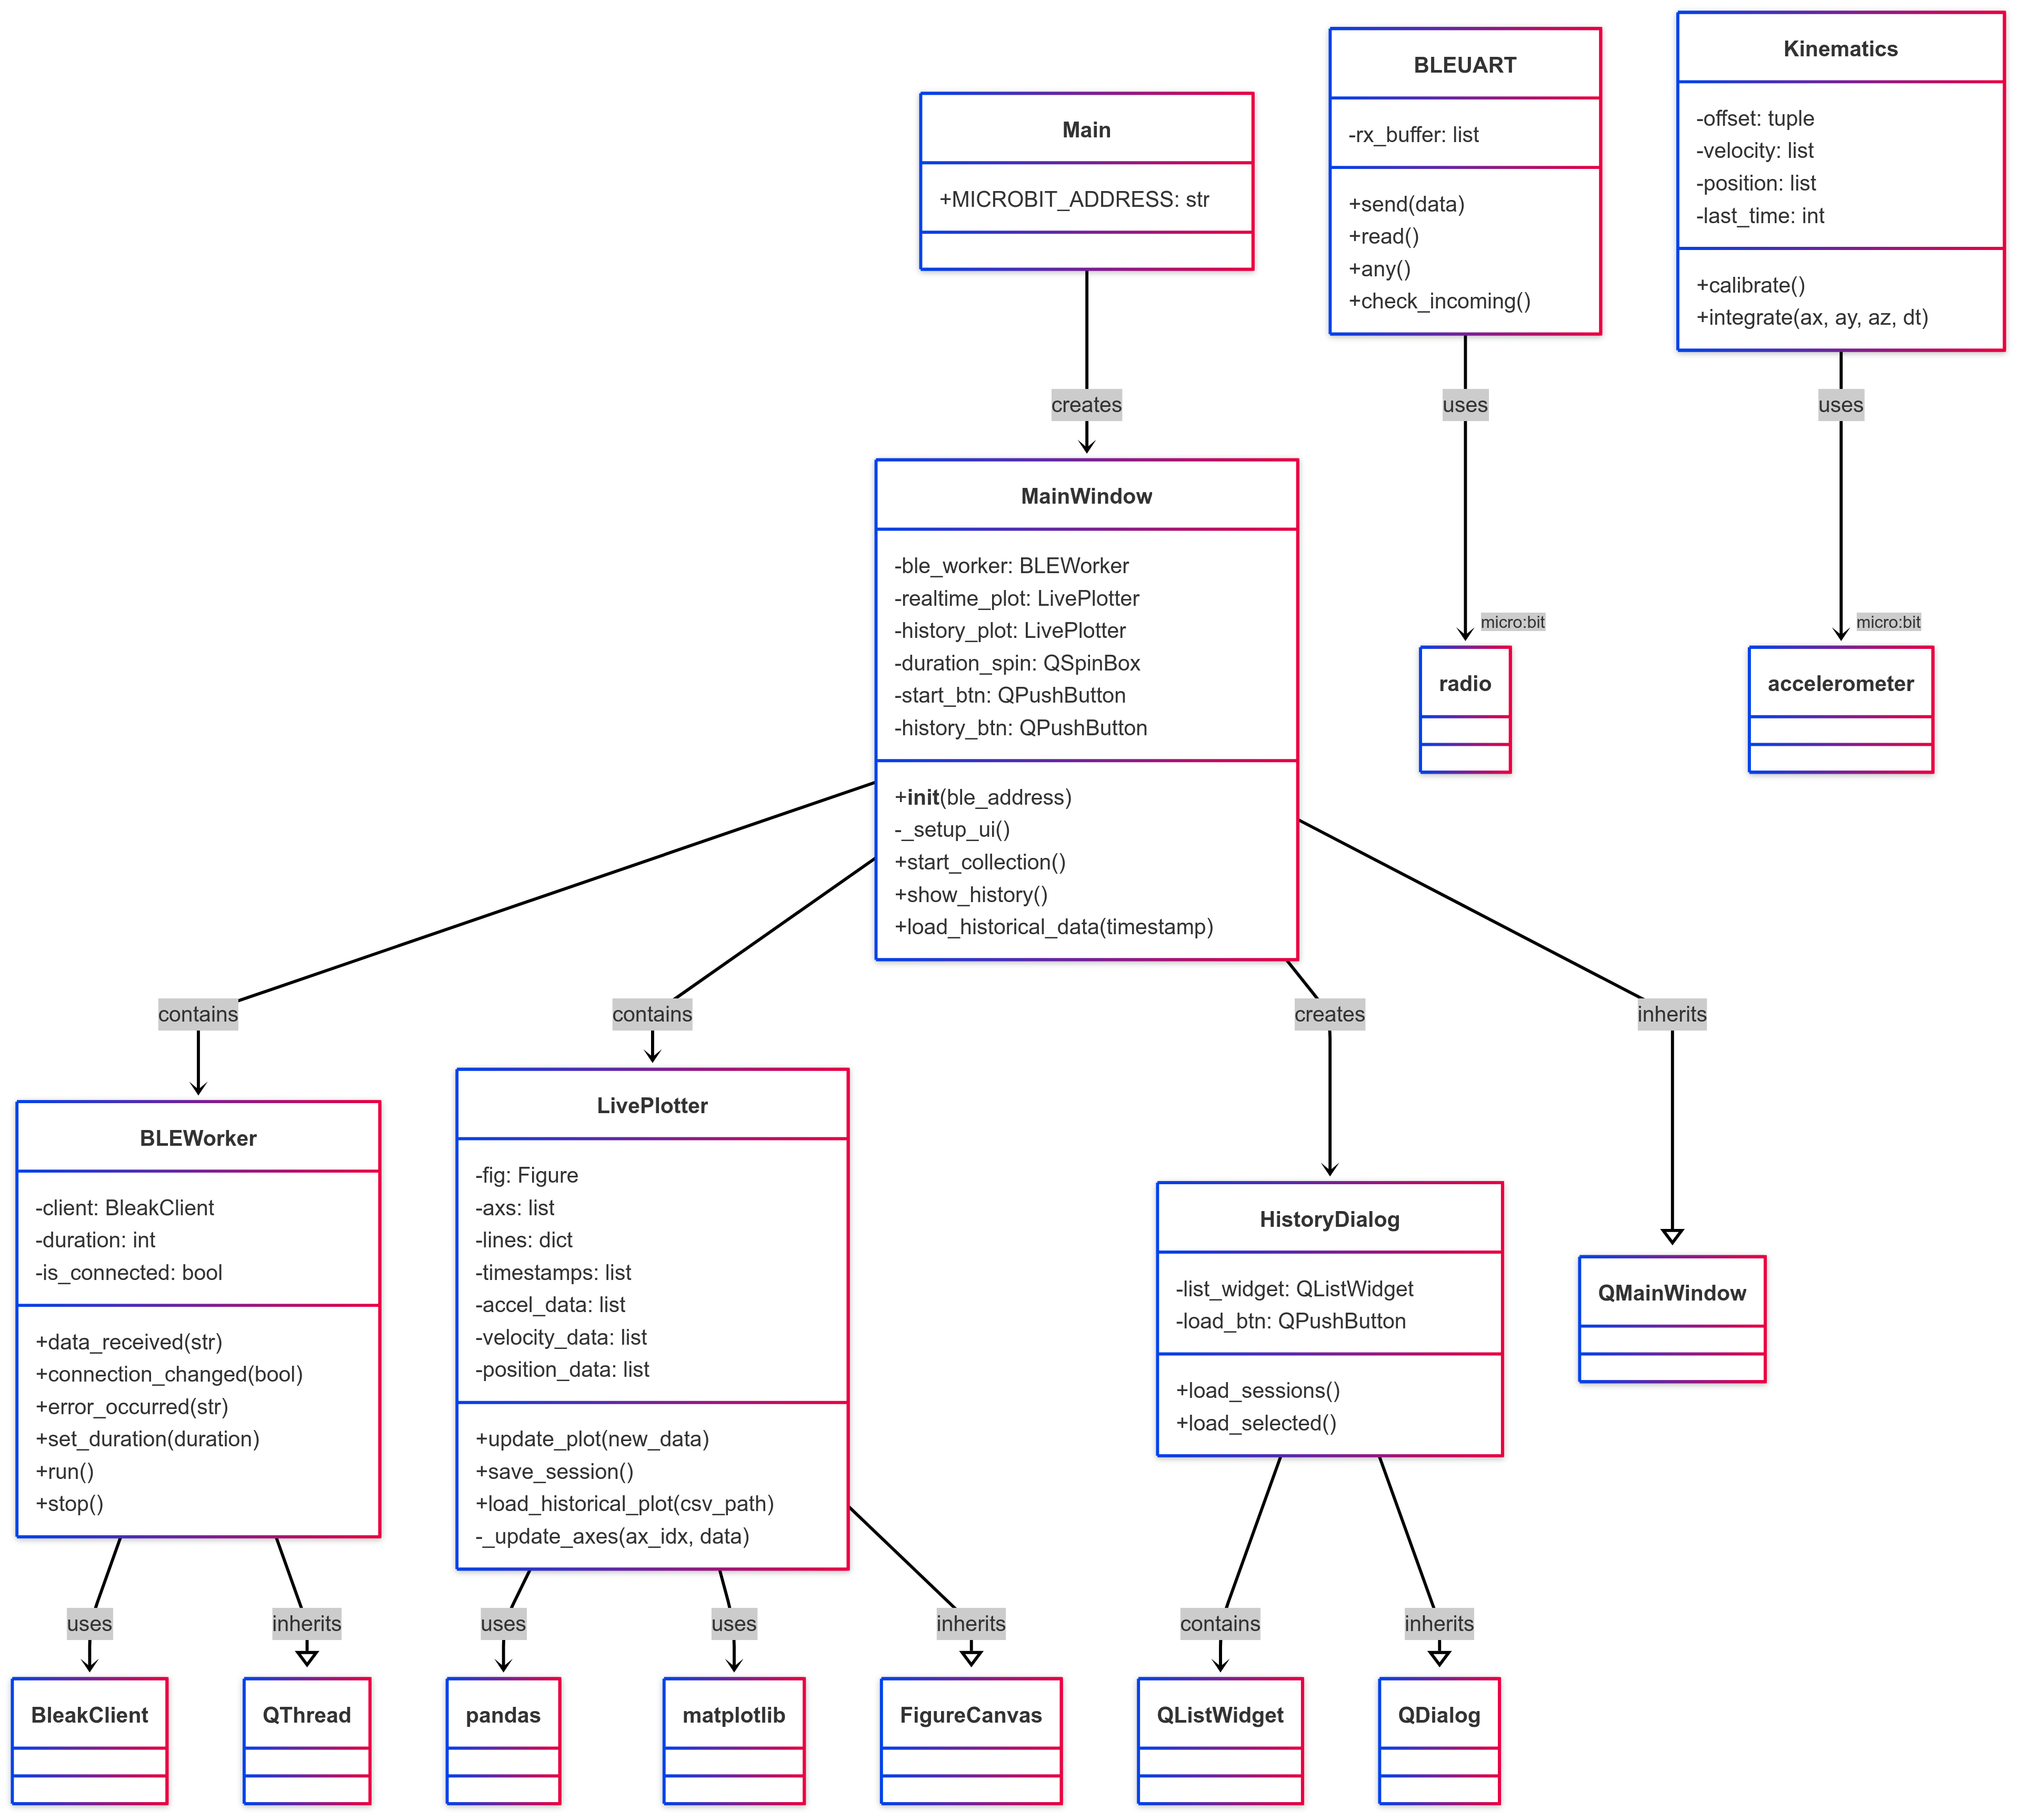 Main
+MICROBIT_ADDRESS: str
BLEUART
-rx_buffer: list
+send(data)
+read()
+any()
+check_incoming()
Kinematics
-offset: tuple
-velocity: list
-position: list
-last_time: int
+calibrate()
+integrate(ax, ay, az, dt)
creates
uses
uses
MainWindow
-ble_worker: BLEWorker
-realtime_plot: LivePlotter
-history_plot: LivePlotter
-duration_spin: QSpinBox
-start_btn: QPushButton
-history_btn: QPushButton
+init(ble_address)
-_setup_ui()
+start_collection()
+show_history()
+load_historical_data(timestamp)
micro:bit
radio
micro:bit
accelerometer
contains
contains
creates
inherits
BLEWorker
-client: BleakClient
-duration: int
-is_connected: bool
+data_received(str)
+connection_changed(bool)
+error_occurred(str)
+set_duration(duration)
+run()
+stop()
LivePlotter
-fig: Figure
-axs: list
-lines: dict
-timestamps: list
-accel_data: list
-velocity_data: list
-position_data: list
+update_plot(new_data)
+save_session()
+load_historical_plot(csv_path)
-_update_axes(ax_idx, data)
HistoryDialog
-list_widget: QListWidget
-load_btn: QPushButton
+load_sessions()
+load_selected()
QMainWindow
uses
inherits
uses
uses
inherits
contains
inherits
BleakClient
QThread
pandas
matplotlib
FigureCanvas
QListWidget
QDialog